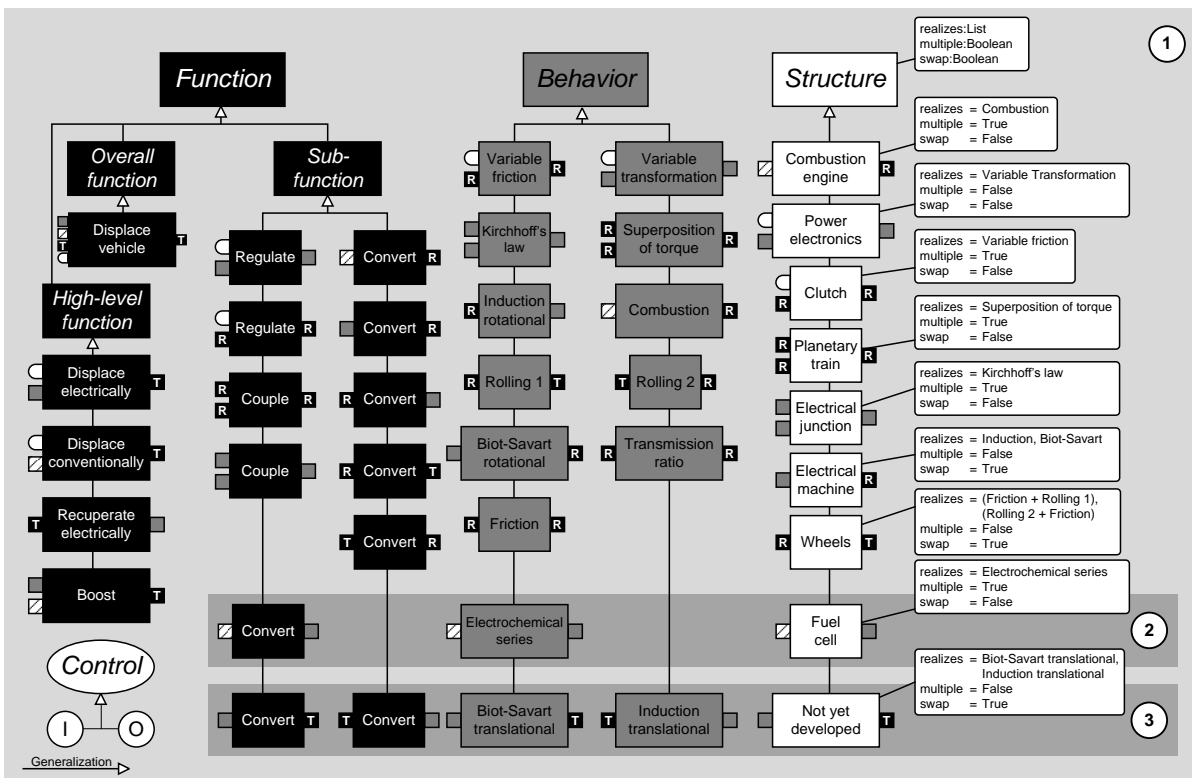 Function
Behavior
Structure
realizes:List
multiple:Boolean
swap:Boolean
1
Overall
function
Displace
vehicle
T
T
High-level
function
Displace
electrically
T
Displace
conventionally
T
T
Recuperate
electrically
Boost
T
Control
I
O
Generalization
Sub-
function
Regulate
Regulate
R
R
Couple
R
R
R
Couple
Convert
Convert
T
Convert
R
Convert
R
R
Convert
R
Convert
T
T
Convert
R
T
Convert
Variable
friction
R
R
Kirchhoff's
law
R
Induction
rotational
R
Rolling 1
T
Biot-Savart
rotational
R
R
Friction
R
Electrochemical
series
Biot-Savart
translational
T
Variable
transformation
R
R
Superposition
of torque
R
Combustion
R
T
Rolling 2
R
R
Transmission
ratio
R
T
Induction
translational
Combustion
engine
R
realizes = Combustion
multiple = True
swap = False
Power
electronics
realizes = Variable Transformation
multiple = False
swap = False
R
Clutch
R
realizes = Variable friction
multiple = True
swap = False
R
R
Planetary
train
R
realizes = Superposition of torque
multiple = True
swap = False
Electrical
junction
realizes = Kirchhoff's law
multiple = True
swap = False
Electrical
machine
R
realizes = Induction, Biot-Savart
multiple = False
swap = True
R
Wheels
T
realizes = (Friction + Rolling 1),
(Rolling 2 + Friction)
multiple = False
swap = True
Fuel
cell
realizes = Electrochemical series
multiple = True
swap = False
2
Not yet
developed
T
realizes = Biot-Savart translational,
Induction translational
multiple = False
swap = True
3